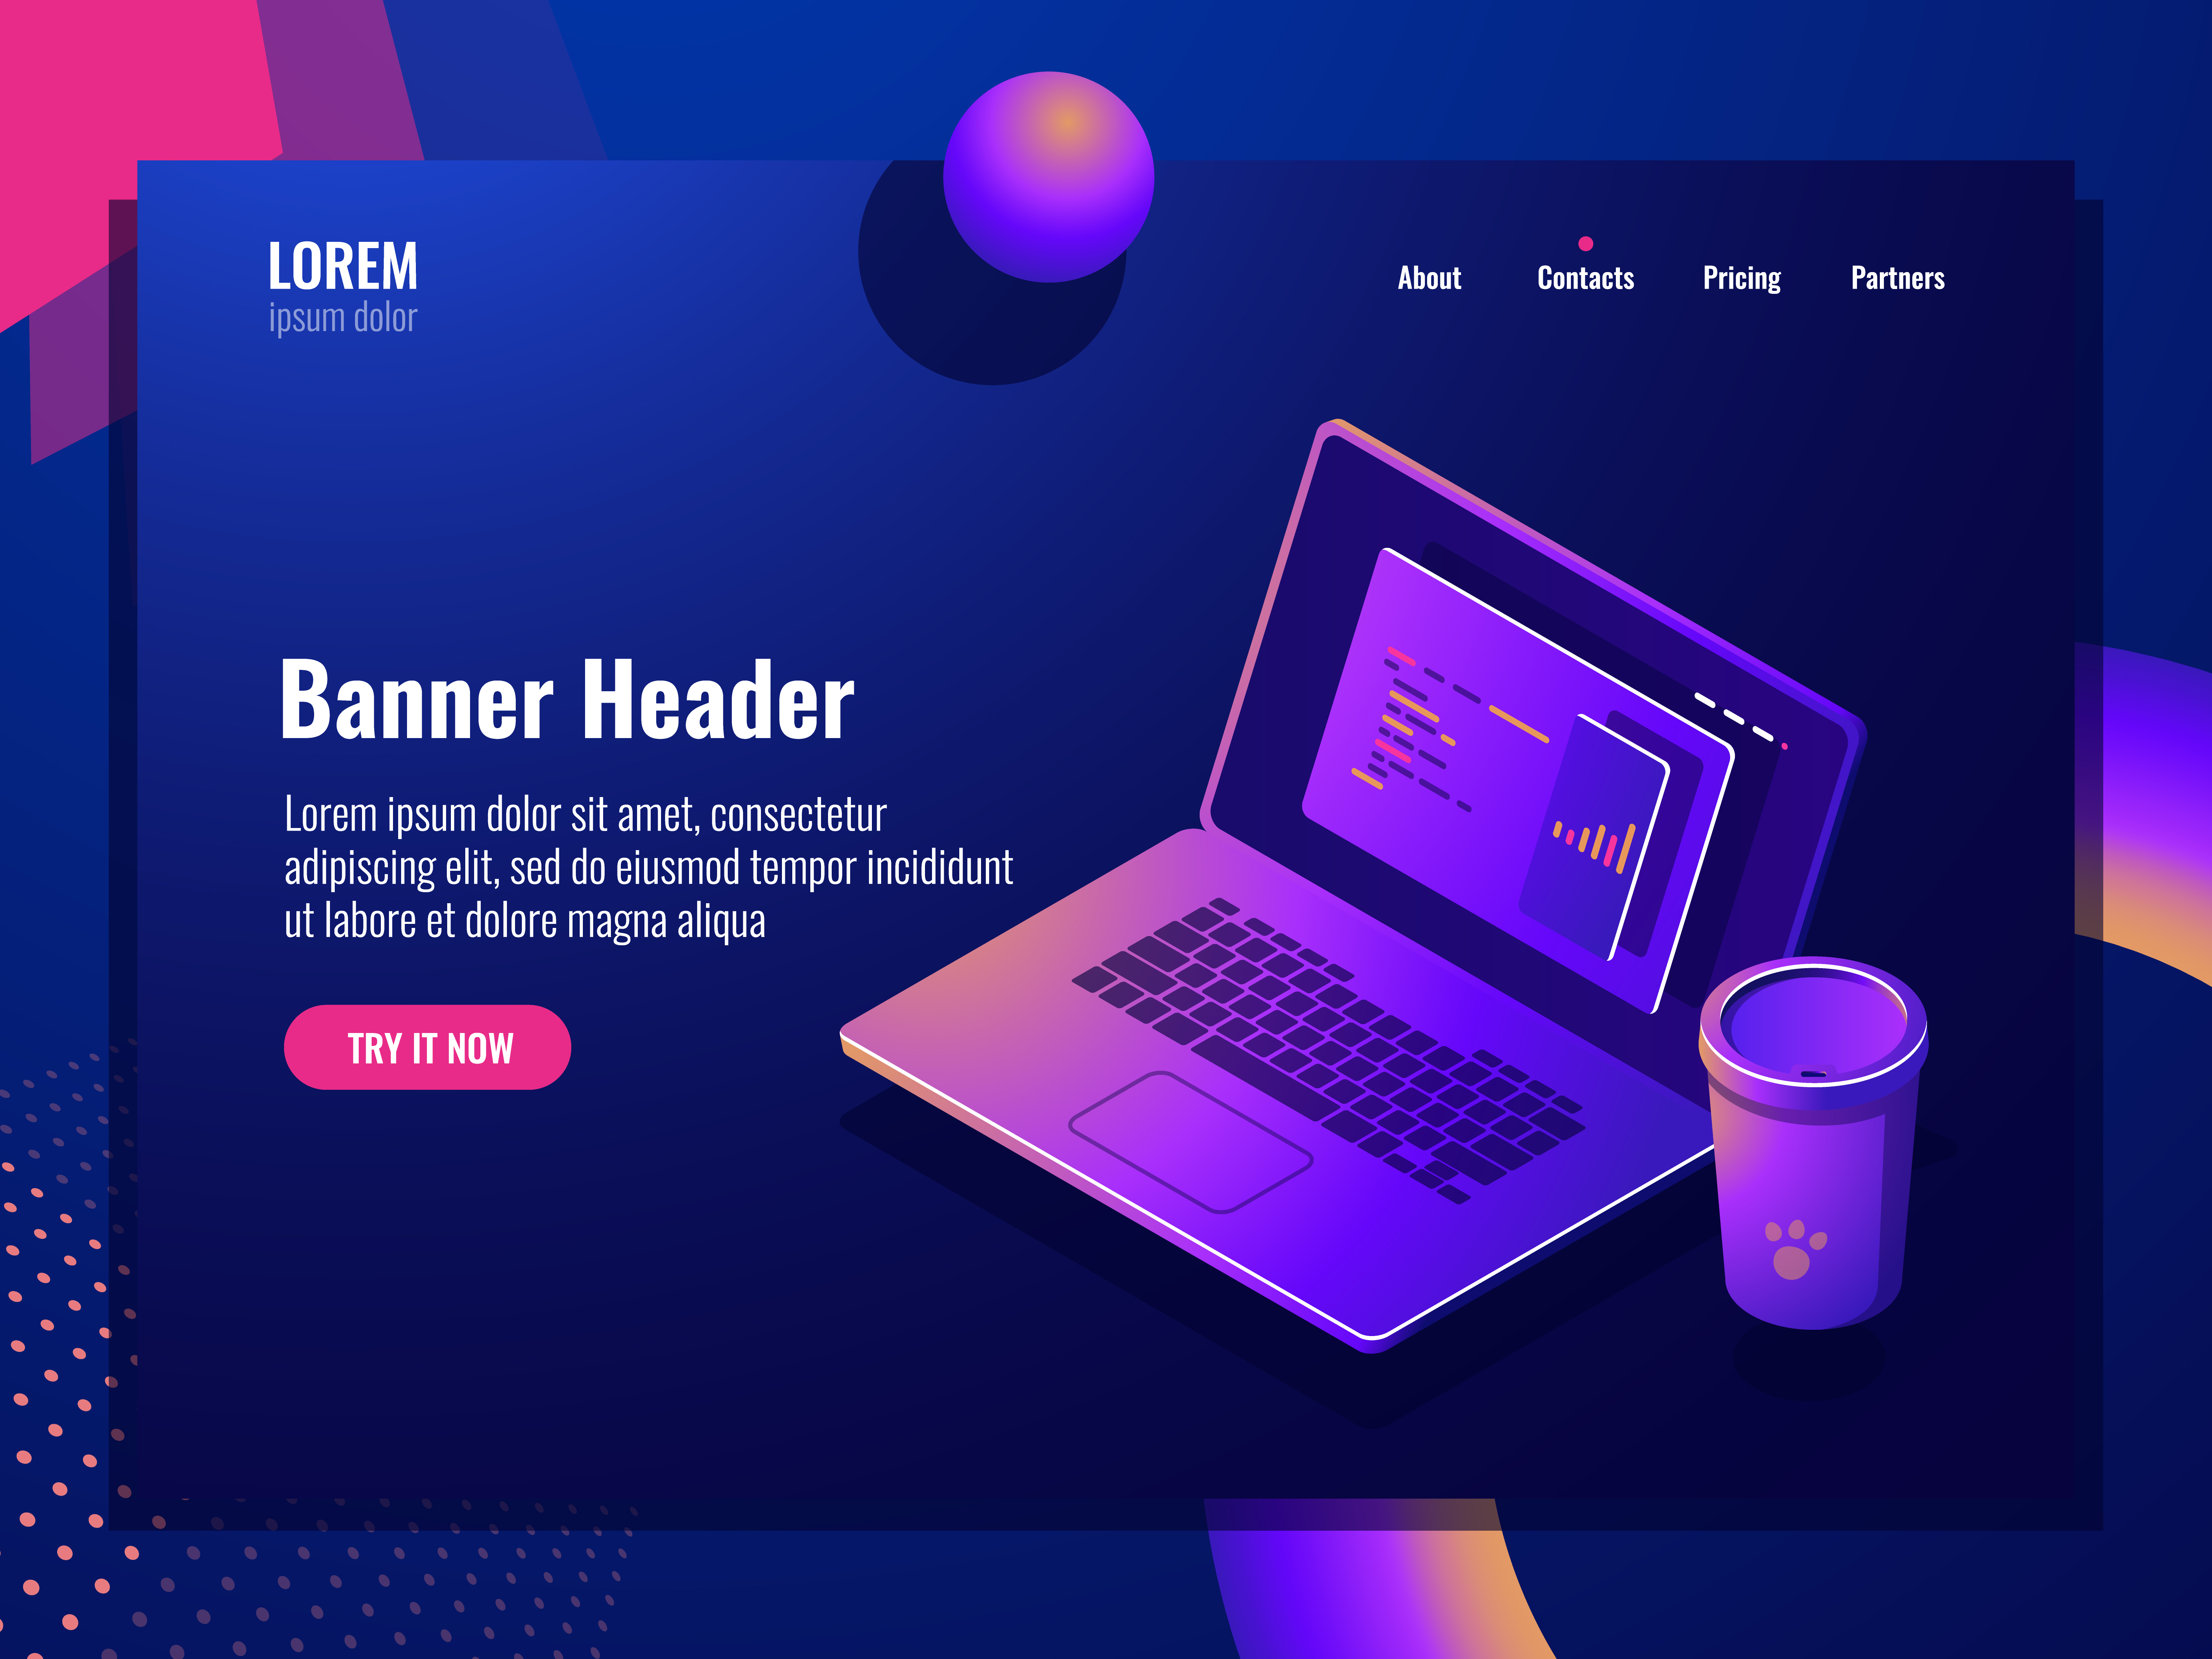 LOREM
ipsum dolor
About Contacts Pricing Partners
Banner Header
Lorem ipsum dolor sit amet, consectetur
adipiscing elit, sed do eiusmod tempor incididunt
ut labore et dolore magna aliqua
TRY IT NOW